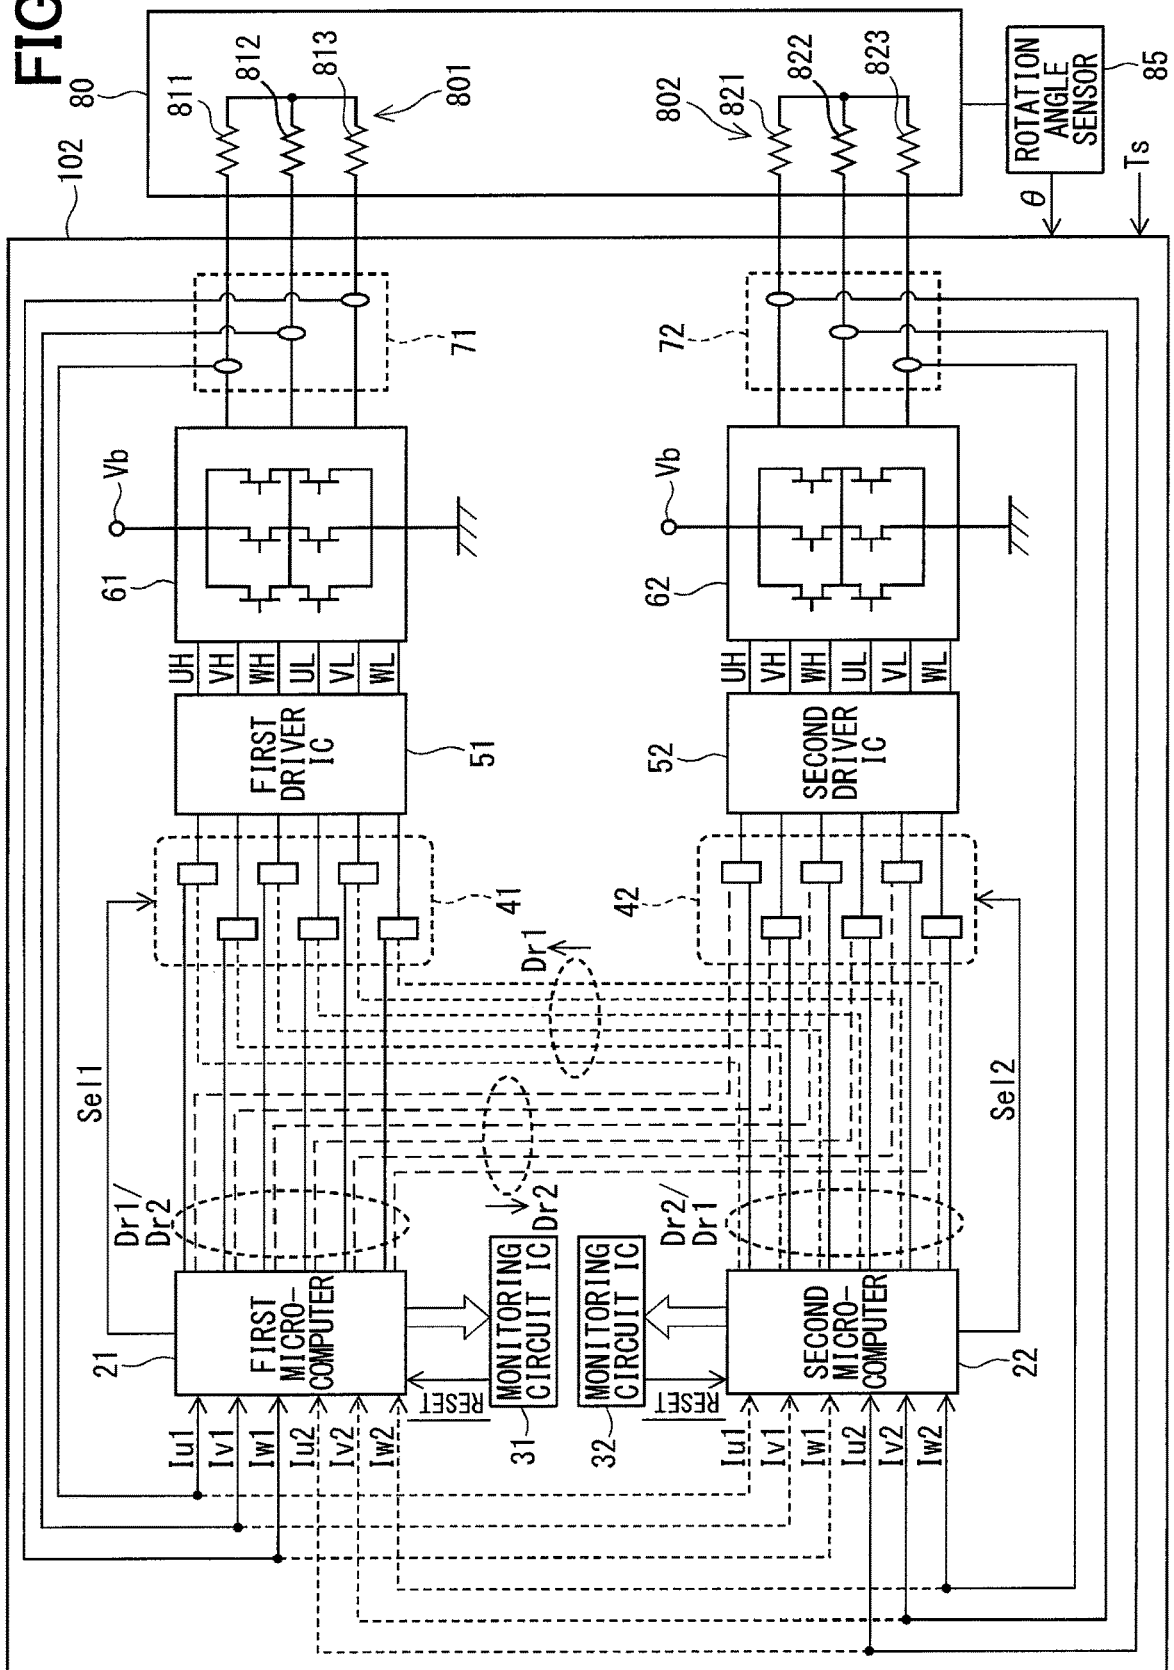 FIG
80
811
812
813
801
802
821
822
823
ROTATION
ANGLE
SENSOR
85
102
θ
Ts
71
72
Vb
61
Vb
62
UH
VH
WH
UL
VL
WL
UH
VH
WH
UL
VL
WL
FIRST
DRIVER
IC
51
SECOND
DRIVER
IC
52
41
42
Sel1
Sel2
Dr1
Dr2
Dr1/
Dr2
Dr2/
Dr1
21
FIRST
MICRO-
COMPUTER
MONITORING
CIRCUIT IC
31
RESET
MONITORING
CIRCUIT IC
32
RESET
SECOND
MICRO-
COMPUTER
22
Iu1
Iv1
Iw1
Iu2
Iv2
Iw2
Iu1
Iv1
Iw1
Iu2
Iv2
Iw2